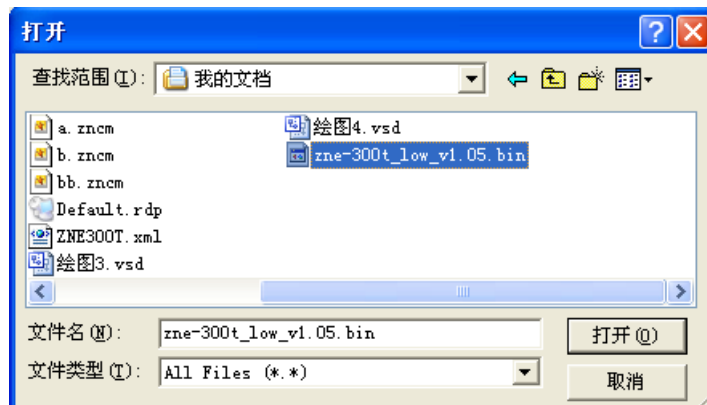 打开
查找范围(I): 我的文档
a.zncm
b.zncm
bb.zncm
Default.rdp
ZNE300T.xml
绘图3.vsd
绘图4.vsd
zne-300t_low_v1.05.bin
文件名(N): zne-300t_low_v1.05.bin 打开(O)
文件类型(T): All Files (*.*) 取消